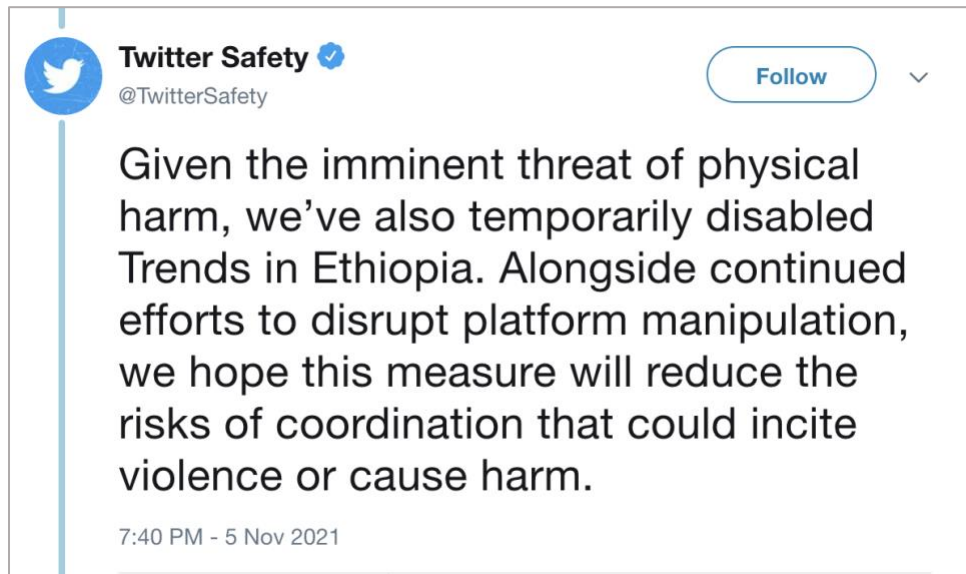 Twitter Safety
@TwitterSafety
Follow
Given the imminent threat of physical
harm, we’ve also temporarily disabled
Trends in Ethiopia. Alongside continued
efforts to disrupt platform manipulation,
we hope this measure will reduce the
risks of coordination that could incite
violence or cause harm.
7:40 PM - 5 Nov 2021